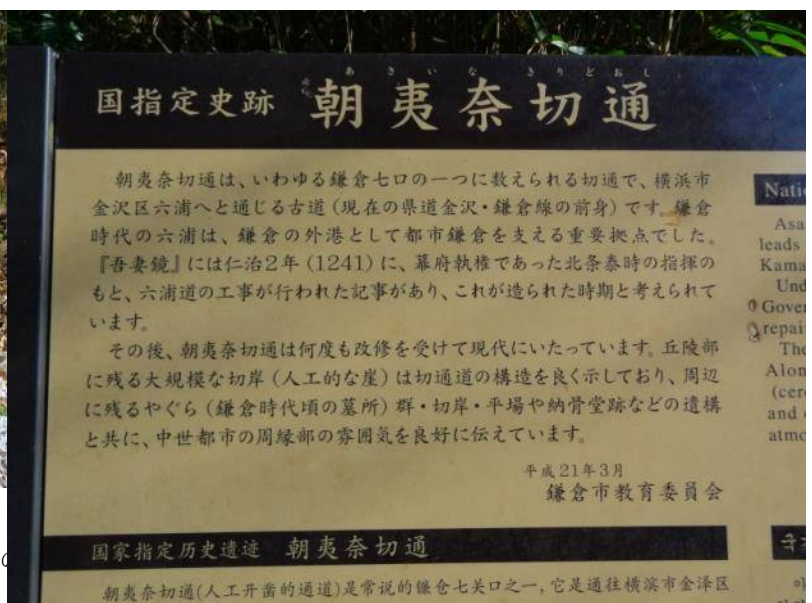 あさいな きりどおし
国指定史跡 朝夷奈切通
朝夷奈切通は、いわゆる鎌倉七口の一つに数えられる切通で、横浜市
金沢区六浦へと通じる古道（現在の県道金沢・鎌倉線の前身）です。鎌倉
時代の六浦は、鎌倉の外港として都市鎌倉を支える重要拠点でした。
『吾妻鏡』には仁治2年（1241）に、幕府執権であった北条泰時の指揮の
もと、六浦道の工事が行われた記事があり、これが造られた時期と考えられて
います。
その後、朝夷奈切通は何度も改修を受けて現代にいたっています。丘陵部
に残る大規模な切岸（人工的な崖）は切通道の構造を良く示しており、周辺
に残るやぐら（鎌倉時代頃の墓所）群・切岸・平場や納骨堂跡などの遺構
と共に、中世都市の周縁部の雰囲気を良好に伝えています。
平成21年3月
鎌倉市教育委員会
国家指定历史遗迹 朝夷奈切通
朝夷奈切通(人工开凿的通道)是常说的镰仓七关口之一,它是通往横滨市金泽区
Natio
Asa
leads
Kama
Und
Gover
repair
The
Alon
(cere
and
atmo